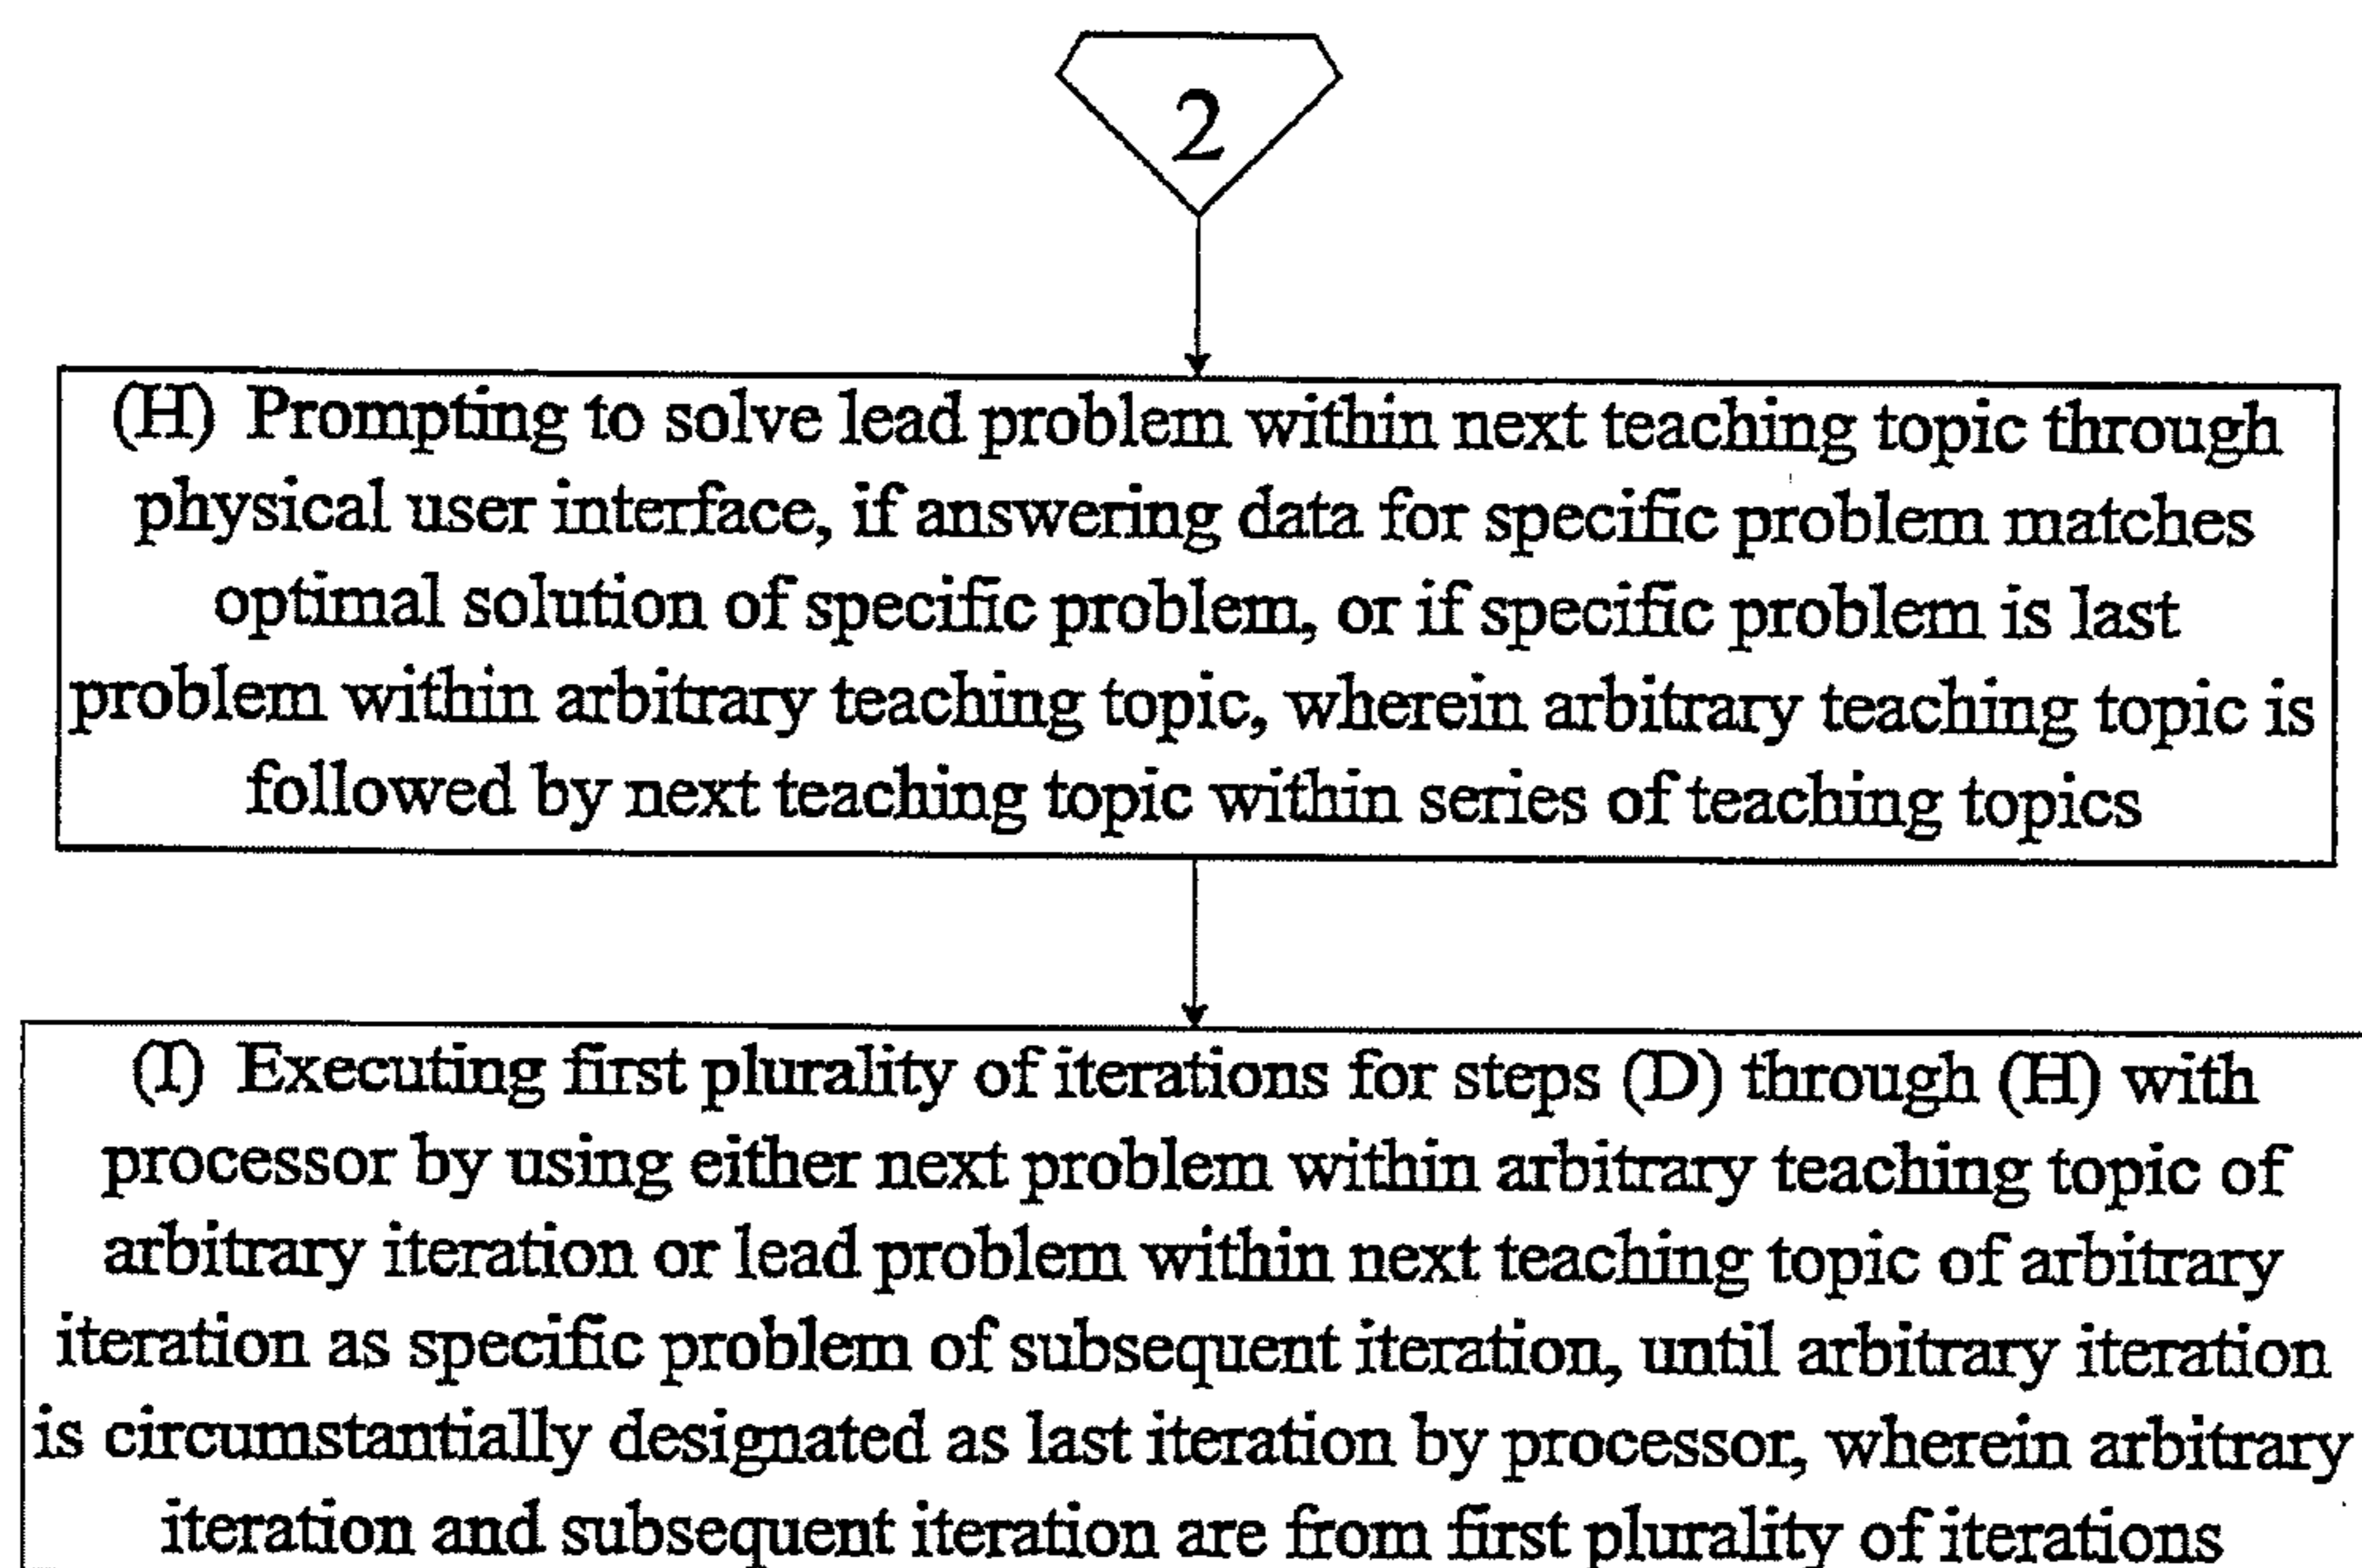 2
(H) Prompting to solve lead problem within next teaching topic through
physical user interface, if answering data for specific problem matches
optimal solution of specific problem, or if specific problem is last
problem within arbitrary teaching topic, wherein arbitrary teaching topic is
followed by next teaching topic within series of teaching topics
(I) Executing first plurality of iterations for steps (D) through (H) with
processor by using either next problem within arbitrary teaching topic of
arbitrary iteration or lead problem within next teaching topic of arbitrary
iteration as specific problem of subsequent iteration, until arbitrary iteration
is circumstantially designated as last iteration by processor, wherein arbitrary
iteration and subsequent iteration are from first plurality of iterations